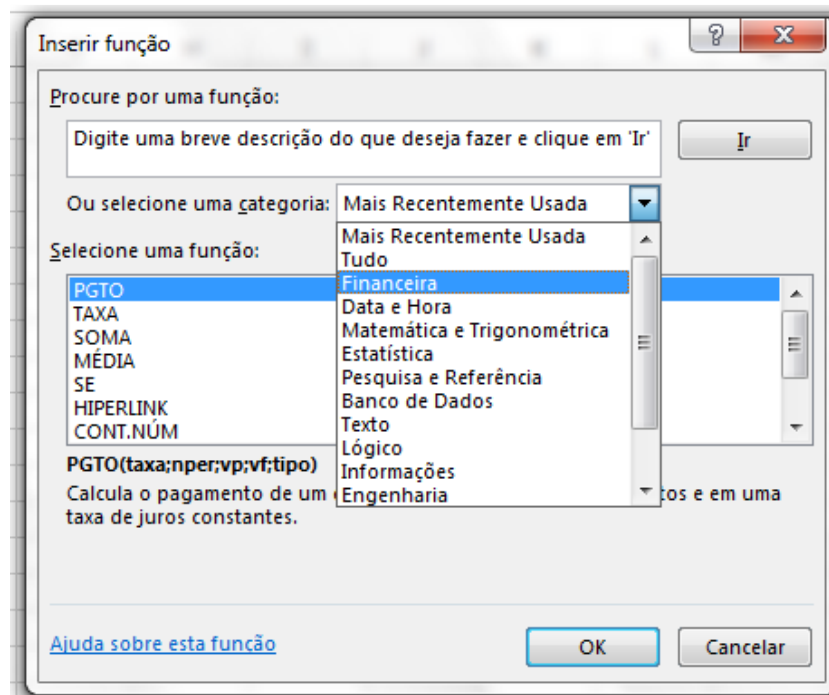 Inserir função
Procure por uma função:
Digite uma breve descrição do que deseja fazer e clique em 'Ir'
Ir
Ou selecione uma categoria: Mais Recentemente Usada
Mais Recentemente Usada
Tudo
Financeira
Data e Hora
Matemática e Trigonométrica
Estatística
Pesquisa e Referência
Banco de Dados
Texto
Lógico
Informações
Engenharia
Selecione uma função:
PGTO
TAXA
SOMA
MÉDIA
SE
HIPERLINK
CONT.NÚM
PGTO(taxa;nper;vp;vf;tipo)
Calcula o pagamento de um tos e em uma
taxa de juros constantes.
Ajuda sobre esta função
OK
Cancelar